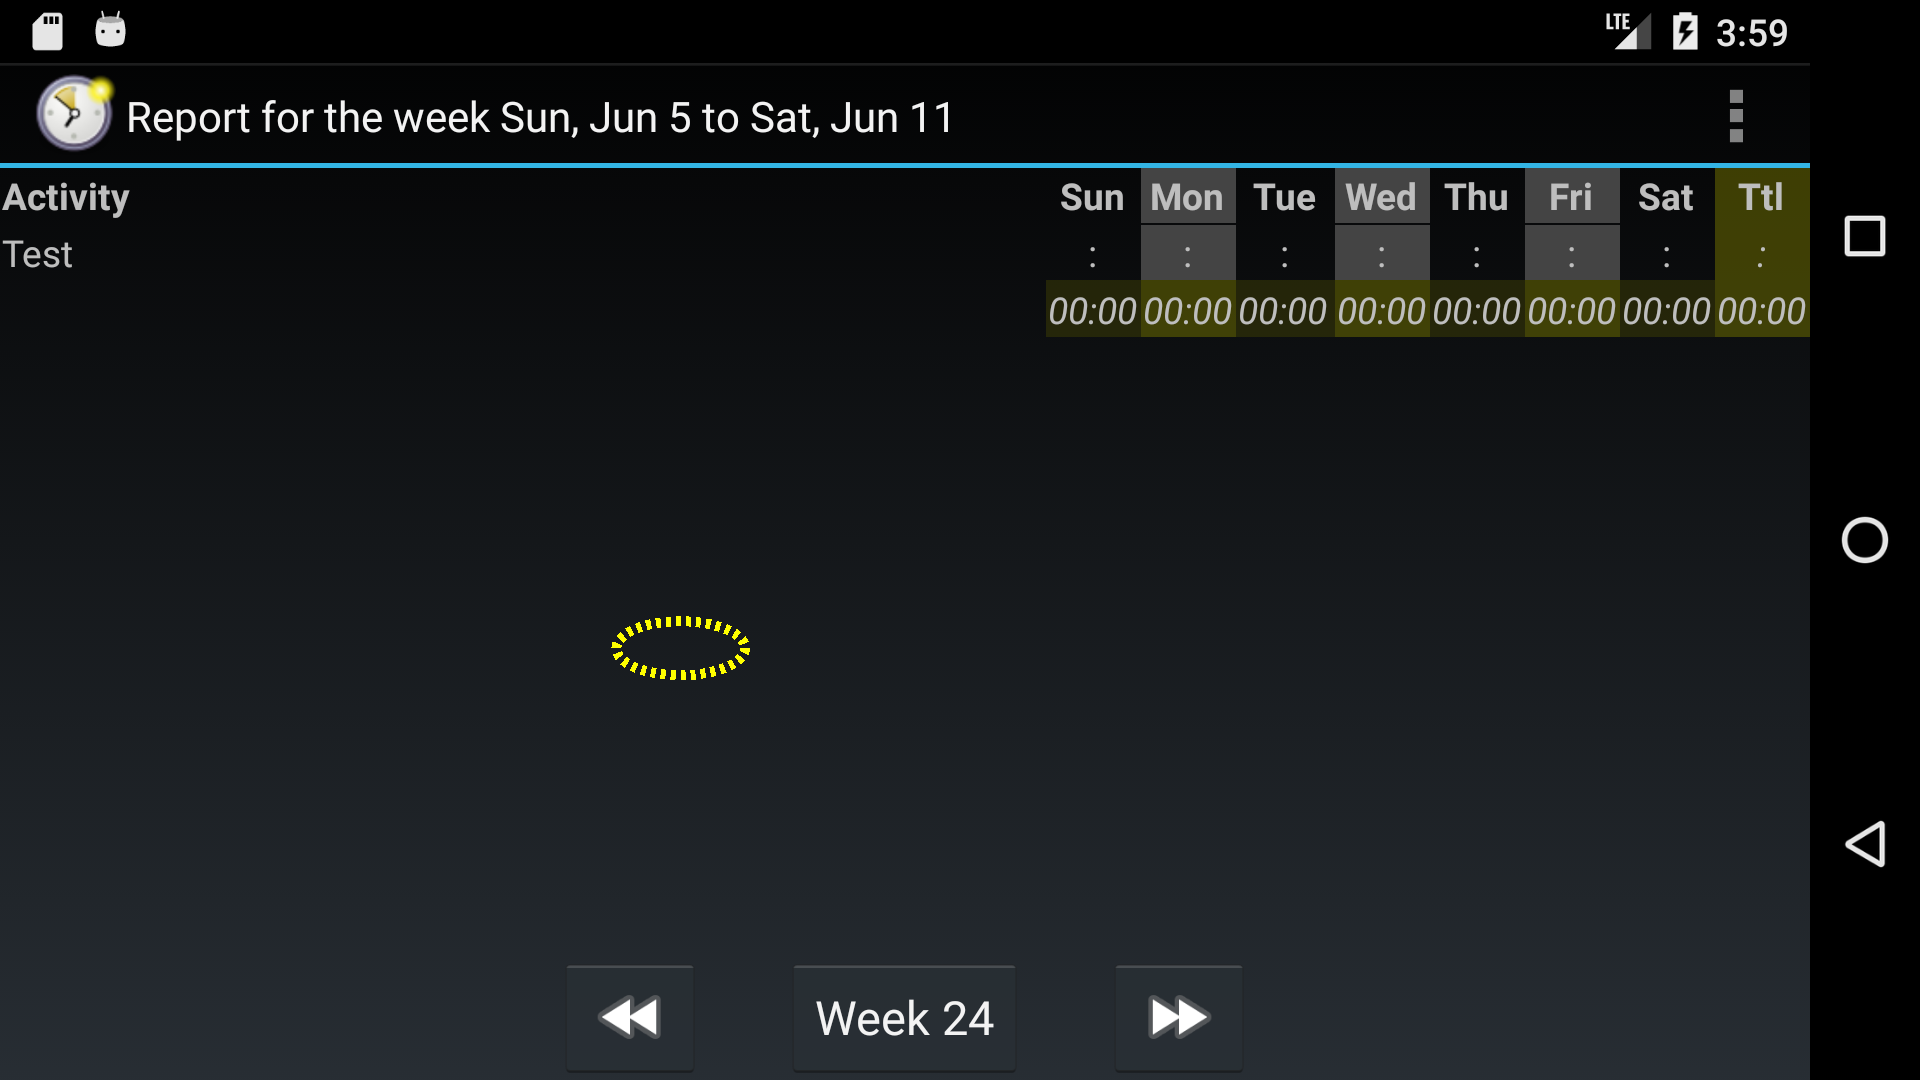 LTE 3:59
Report for the week Sun, Jun 5 to Sat, Jun 11
Activity Sun Mon Tue Wed Thu Fri Sat Ttl
Test : : : : : : : :
00:00 00:00 00:00 00:00 00:00 00:00 00:00 00:00
Week 24